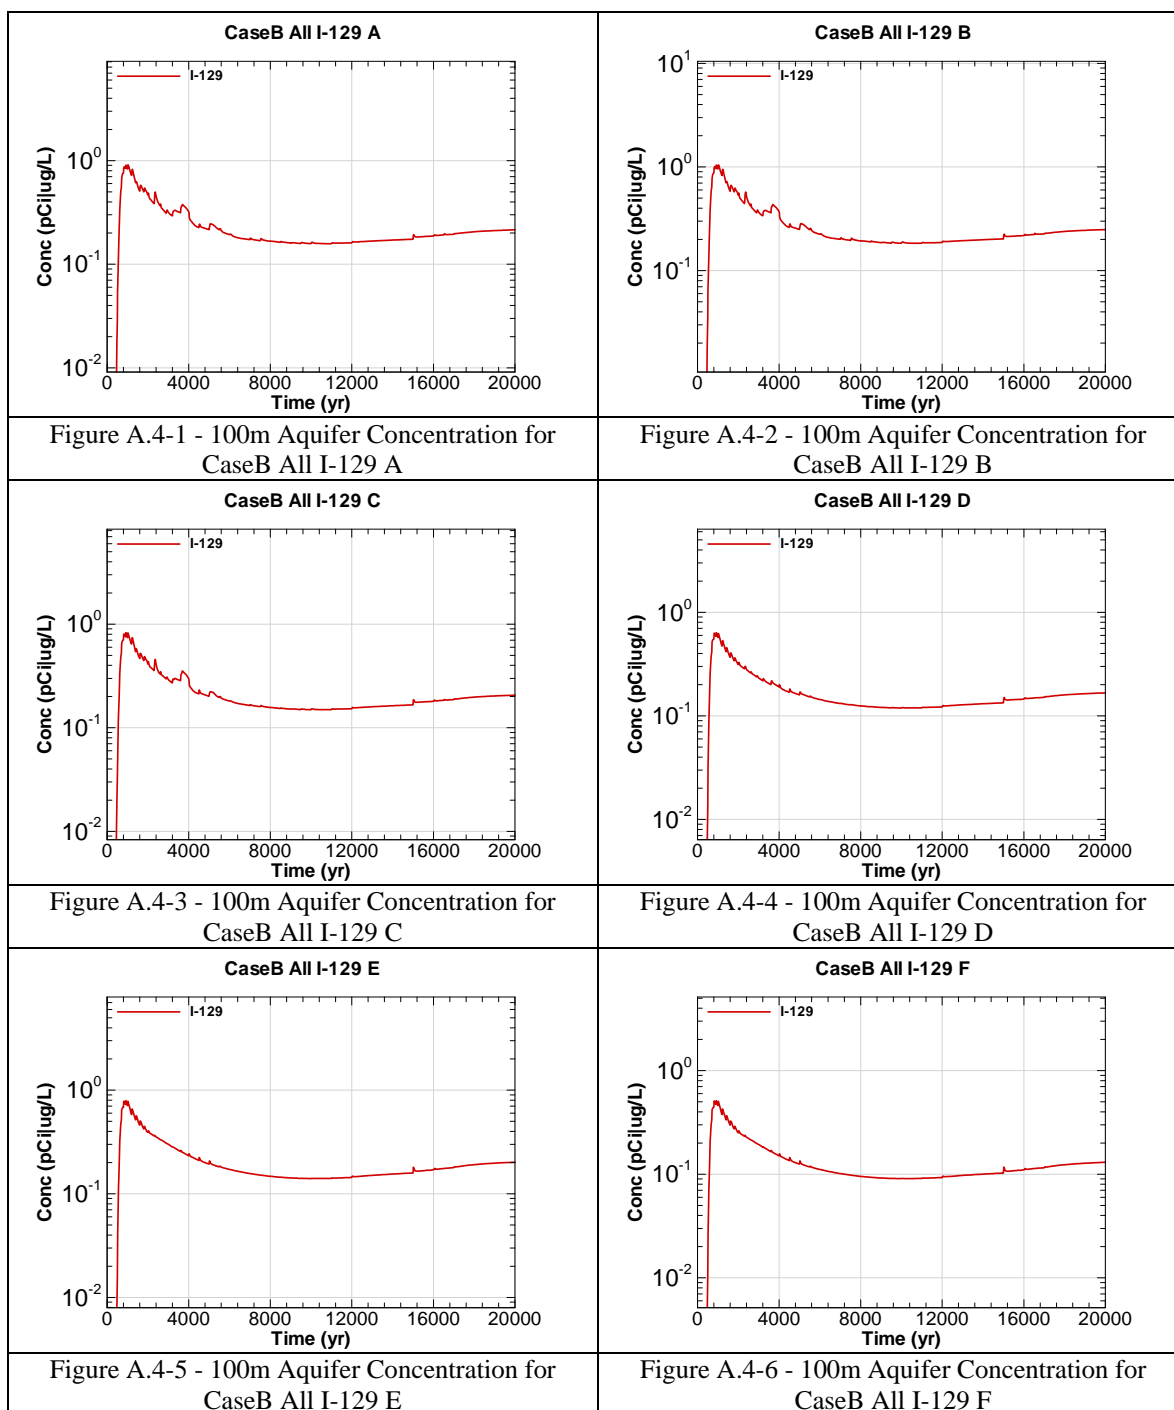 CaseB All I-129 A
I-129
10^0
10^-1
10^-2
Conc (pCi|ug/L)
0 4000 8000 12000 16000 20000
Time (yr)
Figure A.4-1 - 100m Aquifer Concentration for
CaseB All I-129 A
CaseB All I-129 B
I-129
10^1
10^0
10^-1
Conc (pCi|ug/L)
0 4000 8000 12000 16000 20000
Time (yr)
Figure A.4-2 - 100m Aquifer Concentration for
CaseB All I-129 B
CaseB All I-129 C
I-129
10^0
10^-1
10^-2
Conc (pCi|ug/L)
0 4000 8000 12000 16000 20000
Time (yr)
Figure A.4-3 - 100m Aquifer Concentration for
CaseB All I-129 C
CaseB All I-129 D
I-129
10^0
10^-1
10^-2
Conc (pCi|ug/L)
0 4000 8000 12000 16000 20000
Time (yr)
Figure A.4-4 - 100m Aquifer Concentration for
CaseB All I-129 D
CaseB All I-129 E
I-129
10^0
10^-1
10^-2
Conc (pCi|ug/L)
0 4000 8000 12000 16000 20000
Time (yr)
Figure A.4-5 - 100m Aquifer Concentration for
CaseB All I-129 E
CaseB All I-129 F
I-129
10^0
10^-1
10^-2
Conc (pCi|ug/L)
0 4000 8000 12000 16000 20000
Time (yr)
Figure A.4-6 - 100m Aquifer Concentration for
CaseB All I-129 F